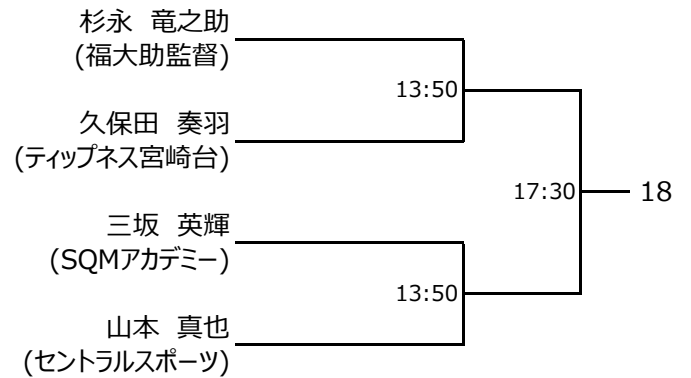 杉永 竜之助
(福大助監督)
13:50
久保田 奏羽
(ティップネス宮崎台)
17:30
18
三坂 英輝
(SQMアカデミー)
13:50
山本 真也
(セントラルスポーツ)